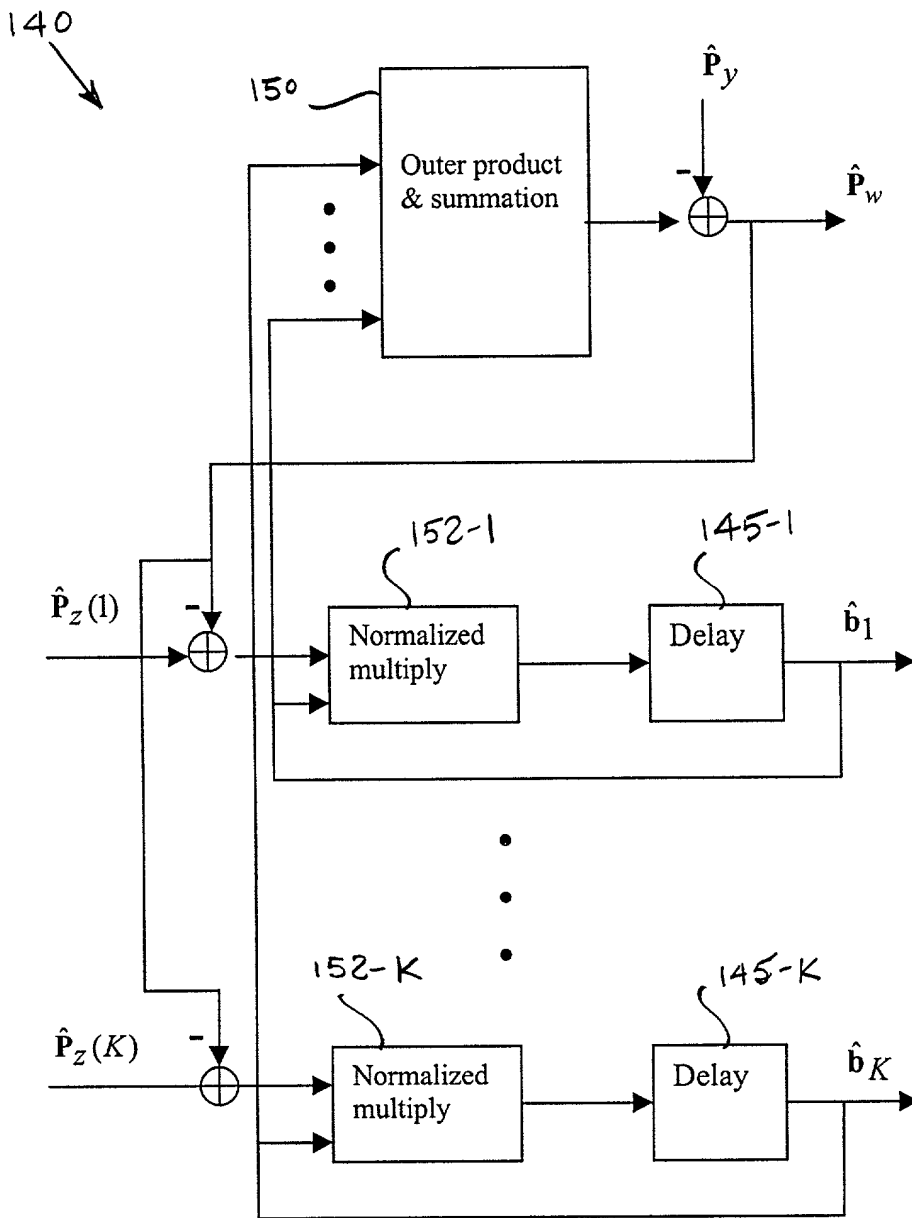 140
150
P̂y
Outer product
& summation
-
P̂w
152-1
145-1
P̂z(1)
-
Normalized
multiply
Delay
b̂1
152-K
145-K
P̂z(K)
-
Normalized
multiply
Delay
b̂K